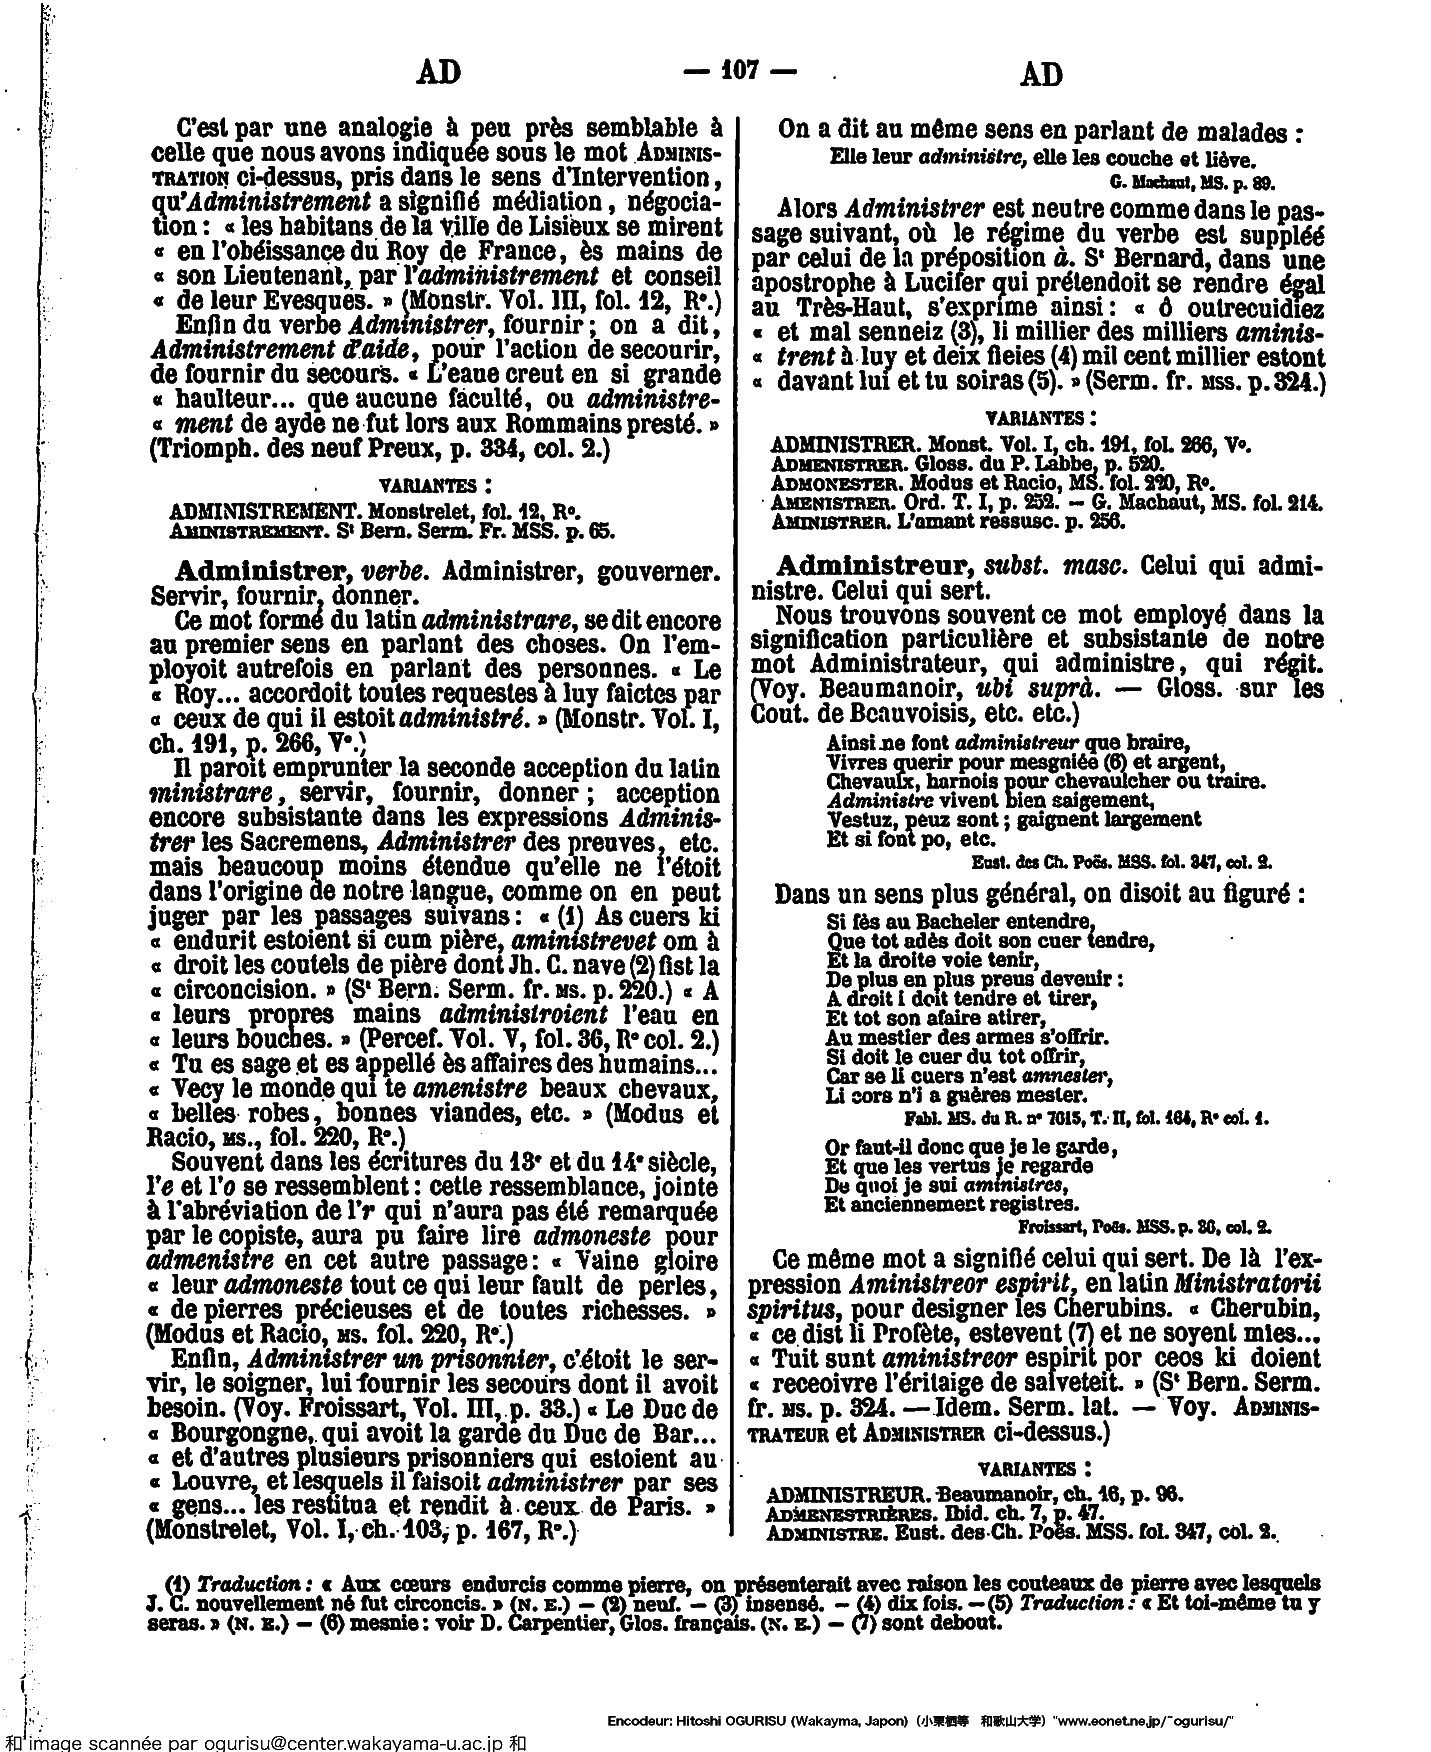 AD
— 107 —
AD
C'est par une analogie à peu près semblable à
celle que nous avons indiquée sous le mot ADMINIS-
TRATION ci-dessus, pris dans le sens d'Intervention,
qu'Administrement a signifié médiation, négocia-
tion : « les habitans de la ville de Lisieux se mirent
« en l'obéissance du Roy de France, ès mains de
« son Lieutenant, par l'administrement et conseil
« de leur Evesques. » (Monstr. Vol. III, fol. 12, R°.)
Enfin du verbe Administrer, fournir ; on a dit,
Administrement d'aide, pour l'action de secourir,
de fournir du secours. « L'eaue creut en si grande
« haulteur... que aucune faculté, ou administre-
« ment de ayde ne fut lors aux Rommains presté. »
(Triomph. des neuf Preux, p. 334, col. 2.)
VARIANTES :
ADMINISTREMENT. Monstrelet, fol. 12, R°.
AMINISTREMENT. St Bern. Serm. Fr. MSS. p. 65.
Administrer, verbe. Administrer, gouverner.
Servir, fournir, donner.
Ce mot formé du latin administrare, se dit encore
au premier sens en parlant des choses. On l'em-
ployoit autrefois en parlant des personnes. « Le
« Roy... accordoit toutes requestes à luy faictes par
« ceux de qui il estoit administré. » (Monstr. Vol. I,
ch. 191, p. 266, V°.)
Il paroit emprunter la seconde acception du latin
ministrare, servir, fournir, donner ; acception
encore subsistante dans les expressions Adminis-
trer les Sacremens, Administrer des preuves, etc.
mais beaucoup moins étendue qu'elle ne l'étoit
dans l'origine de notre langue, comme on en peut
juger par les passages suivans : « (1) As cuers ki
« endurit estoient si cum pière, aministrevet om à
« droit les coutels de pière dont Jh. C. nave (2) fist la
« circoncision. » (St Bern. Serm. fr. MS. p. 220.) « A
« leurs propres mains administroient l'eau en
« leurs bouches. » (Percef. Vol. V, fol. 36, R° col. 2.)
« Tu es sage et es appellé ès affaires des humains...
« Vecy le monde qui te amenistre beaux chevaux,
« belles robes, bonnes viandes, etc. » (Modus et
Racio, MS., fol. 220, R°.)
Souvent dans les écritures du 13e et du 14e siècle,
l'e et l'o se ressemblent : cette ressemblance, jointe
à l'abréviation de l'r qui n'aura pas été remarquée
par le copiste, aura pu faire lire admoneste pour
admenistre en cet autre passage : « Vaine gloire
« leur admoneste tout ce qui leur fault de perles,
« de pierres précieuses et de toutes richesses. »
(Modus et Racio, MS. fol. 220, R°.)
Enfin, Administrer un prisonnier, c'étoit le ser-
vir, le soigner, lui fournir les secours dont il avoit
besoin. (Voy. Froissart, Vol. III, p. 33.) « Le Duc de
« Bourgongne, qui avoit la garde du Duc de Bar...
« et d'autres plusieurs prisonniers qui estoient au
« Louvre, et lesquels il faisoit administrer par ses
« gens... les restitua et rendit à ceux de Paris. »
(Monstrelet, Vol. I, ch. 103, p. 167, R°.)
On a dit au même sens en parlant de malades :
Elle leur administre, elle les couche et liève.
G. Machaut, MS. p. 89.
Alors Administrer est neutre comme dans le pas-
sage suivant, où le régime du verbe est suppléé
par celui de la préposition à. St Bernard, dans une
apostrophe à Lucifer qui prétendoit se rendre égal
au Très-Haut, s'exprime ainsi : « ô outrecuidiez
« et mal senneiz (3), li millier des milliers aminis-
« trent à luy et deix fieies (4) mil cent millier estont
« davant lui et tu soiras (5). » (Serm. fr. MSS. p. 324.)
VARIANTES :
ADMINISTRER. Monst. Vol. I, ch. 191, fol. 266, V°.
ADMENISTRER. Gloss. du P. Labbe, p. 520.
ADMONESTER. Modus et Racio, MS. fol. 220, R°.
AMENISTRER. Ord. T. I, p. 252. — G. Machaut, MS. fol. 214.
AMINISTRER. L'amant ressusc. p. 256.
Administreur, subst. masc. Celui qui admi-
nistre. Celui qui sert.
Nous trouvons souvent ce mot employé dans la
signification particulière et subsistante de notre
mot Administrateur, qui administre, qui régit.
(Voy. Beaumanoir, ubi suprà. — Gloss. sur les
Cout. de Beauvoisis, etc. etc.)
Ainsi ne font administreur que braire,
Vivres querir pour mesgniée (6) et argent,
Chevaulx, harnois pour chevaulcher ou traire.
Administre vivent bien saigement,
Vestuz, peuz sont ; gaignent largement
Et si font po, etc.
Eust. des Ch. Poës. MSS. fol. 347, col. 2.
Dans un sens plus général, on disoit au figuré :
Si fès au Bacheler entendre,
Que tot adès doit son cuer tendre,
Et la droite voie tenir,
De plus en plus preus devenir :
A droit i doit tendre et tirer,
Et tot son afaire atirer,
Au mestier des armes s'offrir.
Si doit le cuer du tot offrir,
Car se li cuers n'est amnester,
Li cors n'i a guères mester.
Fabl. MS. du R. n° 7615, T. II, fol. 164, R° col. 1.
Or faut-il donc que je le garde,
Et que les vertus je regarde
De quoi je sui aministres,
Et anciennement registres.
Froissart, Poës. MSS. p. 36, col. 2.
Ce même mot a signifié celui qui sert. De là l'ex-
pression Aministreor espirit, en latin Ministratorii
spiritus, pour designer les Cherubins. « Cherubin,
« ce dist li Profète, estevent (7) et ne soyent mies...
« Tuit sunt aministreor espirit por ceos ki doient
« receoivre l'éritaige de salveteit. » (St Bern. Serm.
fr. MS. p. 324. — Idem. Serm. lat. — Voy. ADMINIS-
TRATEUR et ADMINISTRER ci-dessus.)
VARIANTES :
ADMINISTREUR. Beaumanoir, ch. 16, p. 96.
ADMENESTRIÈRES. Ibid. ch. 7, p. 47.
ADMINISTRE. Eust. des Ch. Poës. MSS. fol. 347, col. 2.
(1) Traduction : « Aux cœurs endurcis comme pierre, on présenterait avec raison les couteaux de pierre avec lesquels
J. C. nouvellement né fut circoncis. » (N. E.) — (2) neuf. — (3) insensé. — (4) dix fois. — (5) Traduction : « Et toi-même tu y
seras. » (N. E.) — (6) mesnie : voir D. Carpentier, Glos. français. (N. E.) — (7) sont debout.
Encodeur: Hitoshi OGURISU (Wakayma, Japon)（小栗栖等　和歌山大学）"www.eonet.ne.jp/~ogurisu/"
和 image scannée par ogurisu@center.wakayama-u.ac.jp 和